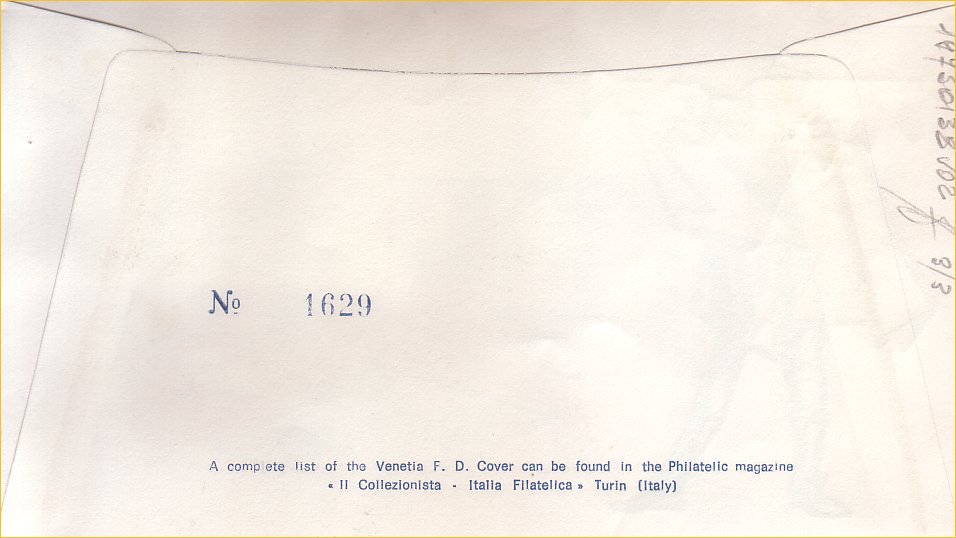 № 1629
A complete list of the Venetia F. D. Cover can be found in the Philatelic magazine
« Il Collezionista - Italia Filatelica » Turin (Italy)